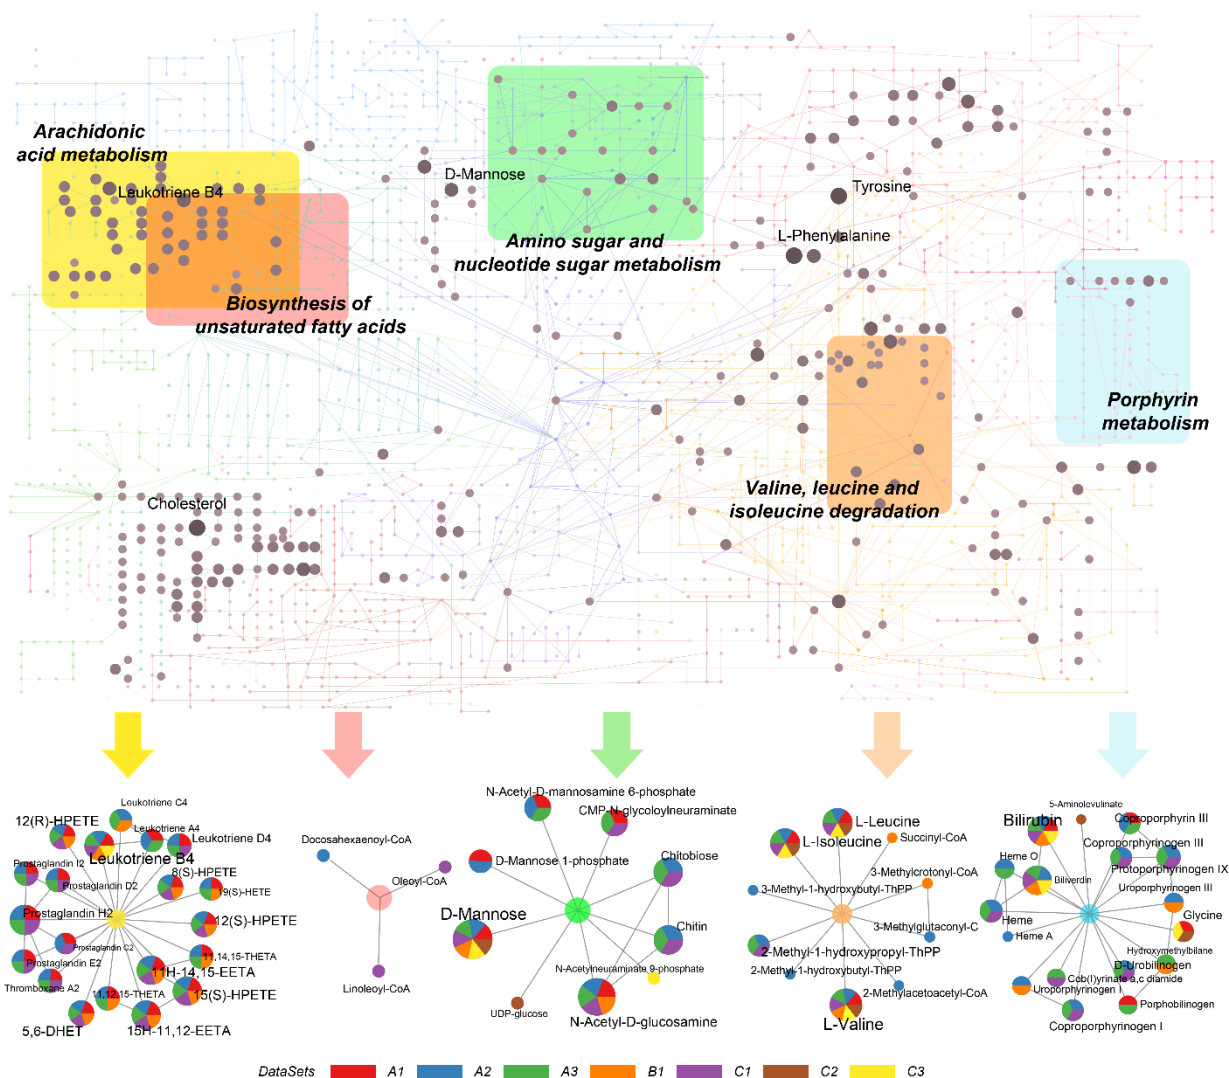 Arachidonic
acid metabolism
Leukotriene B4
D-Mannose
Tyrosine
L-Phenylalanine
Amino sugar and
nucleotide sugar metabolism
Biosynthesis of
unsaturated fatty acids
Porphyrin
metabolism
Cholesterol
Valine, leucine and
isoleucine degradation
Leukotriene C4
12(R)-HPETE
Leukotriene A4
Leukotriene D4
Leukotriene B4
Prostaglandin I2
8(S)-HPETE
Prostaglandin D2
19(S)-HETE
Prostaglandin H2
12(S)-HPETE
Prostaglandin C2
11,14,15-THETA
Prostaglandin E2
11H-14,15-EETA
Thromboxane A2
11,12,15-THETA
15(S)-HPETE
5,6-DHET
15H-11,12-EETA
Docosahexaenoyl-CoA
Oleoyl-CoA
Linoleoyl-CoA
N-Acetyl-D-mannosamine 6-phosphate
CMP-N-glycoloylneuraminate
D-Mannose 1-phosphate
Chitobiose
D-Mannose
Chitin
N-Acetylneuraminate 9-phosphate
UDP-glucose
N-Acetyl-D-glucosamine
L-Leucine
L-Isoleucine
Succinyl-CoA
3-Methylcrotonyl-CoA
3-Methyl-1-hydroxybutyl-ThPP
3-Methylglutaconyl-C
2-Methyl-1-hydroxypropyl-ThPP
2-Methyl-1-hydroxybutyl-ThPP
2-Methylacetoacetyl-CoA
L-Valine
5-Aminolevulinate
Bilirubin
Coproporphyrin III
Coproporphyrinogen III
Heme O
Protoporphyrin IX
Biliverdin
Uroporphyrinogen III
Heme
Glycine
Heme A
Hydroxymethylbilane
D-Urobilinogen
Cob(I)yrinate a,c diamide
Uroporphyrinogen I
Porphobilinogen
Coproporphyrinogen I
DataSets A1 A2 A3 B1 C1 C2 C3